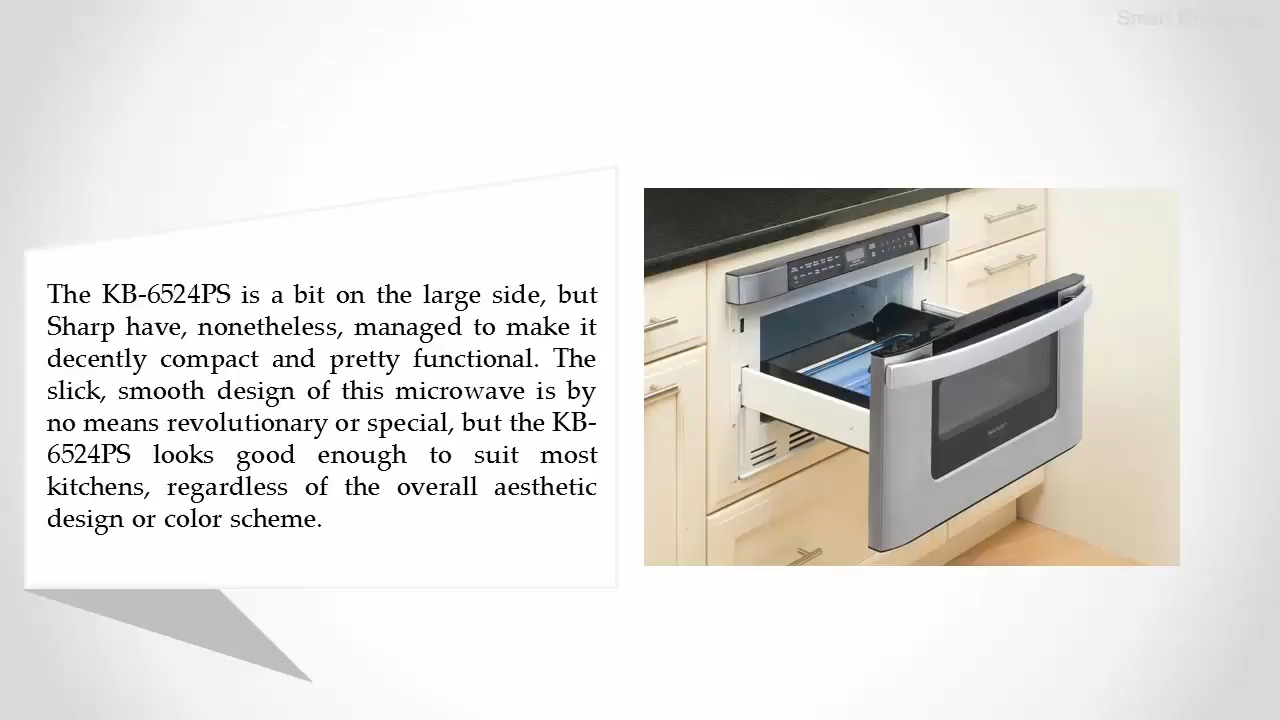 Smart
The KB-6524PS is a bit on the large side, but
Sharp have, nonetheless, managed to make it
decently compact and pretty functional. The
slick, smooth design of this microwave is by
no means revolutionary or special, but the KB-
6524PS looks good enough to suit most
kitchens, regardless of the overall aesthetic
design or color scheme.
SHARP